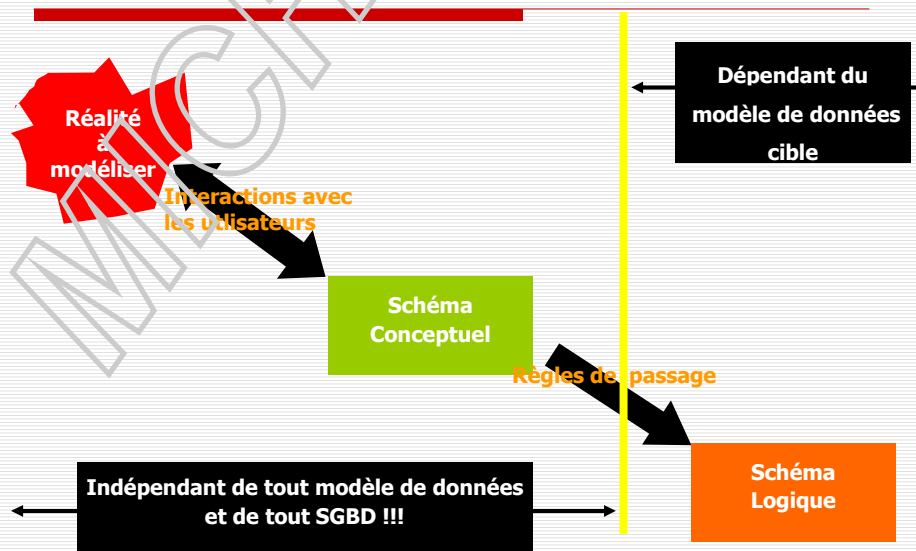 Réalité
à
modéliser
Dépendant du
modèle de données
cible
Interactions avec
les utlisateurs
Schéma
Conceptuel
Règles de passage
Indépendant de tout modèle de données
et de tout SGBD !!!
Schéma
Logique